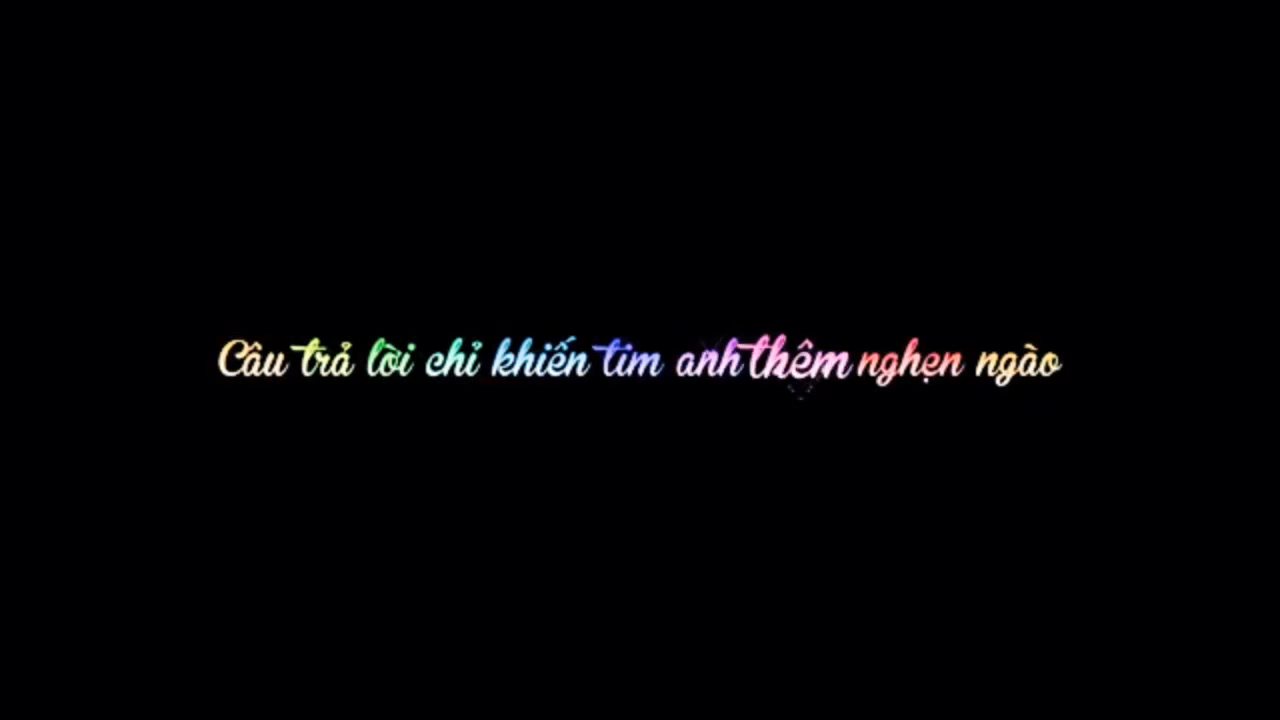 Câu trả lời chỉ khiến tim anh thêm nghẹn ngào